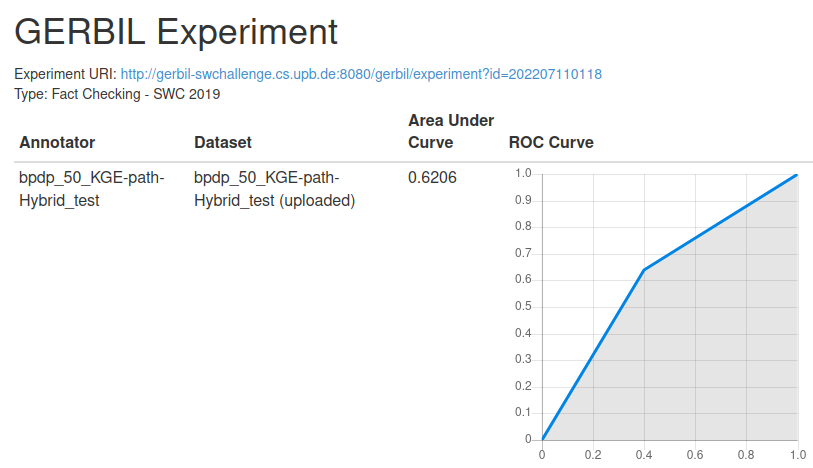 GERBIL Experiment
Experiment URI: http://gerbil-swchallenge.cs.upb.de:8080/gerbil/experiment?id=202207110118
Type: Fact Checking - SWC 2019
Annotator Dataset Area Under Curve ROC Curve
bpdp_50_KGE-path-
Hybrid_test
bpdp_50_KGE-path-
Hybrid_test (uploaded)
0.6206
1.0
0.9
0.8
0.7
0.6
0.5
0.4
0.3
0.2
0.1
0
0 0.2 0.4 0.6 0.8 1.0